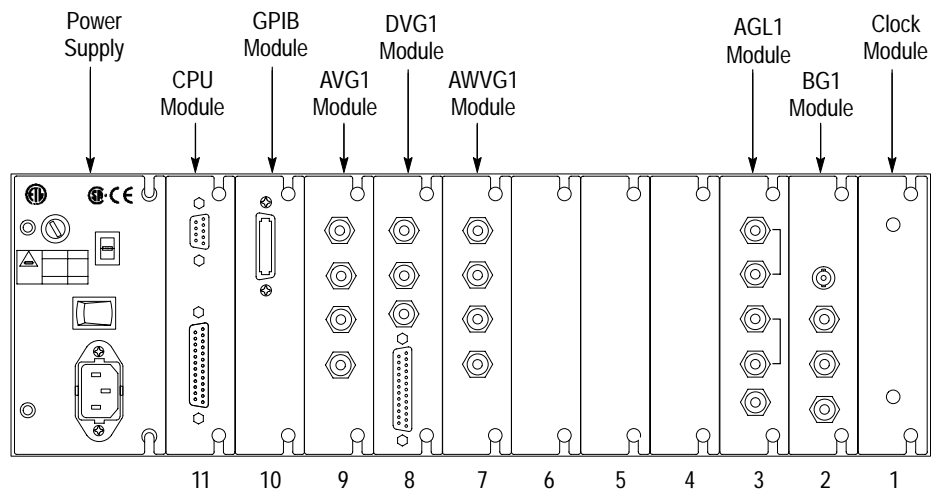 Power
Supply
CPU
Module
GPIB
Module
AVG1
Module
DVG1
Module
AWVG1
Module
AGL1
Module
BG1
Module
Clock
Module
CE
11 10 9 8 7 6 5 4 3 2 1